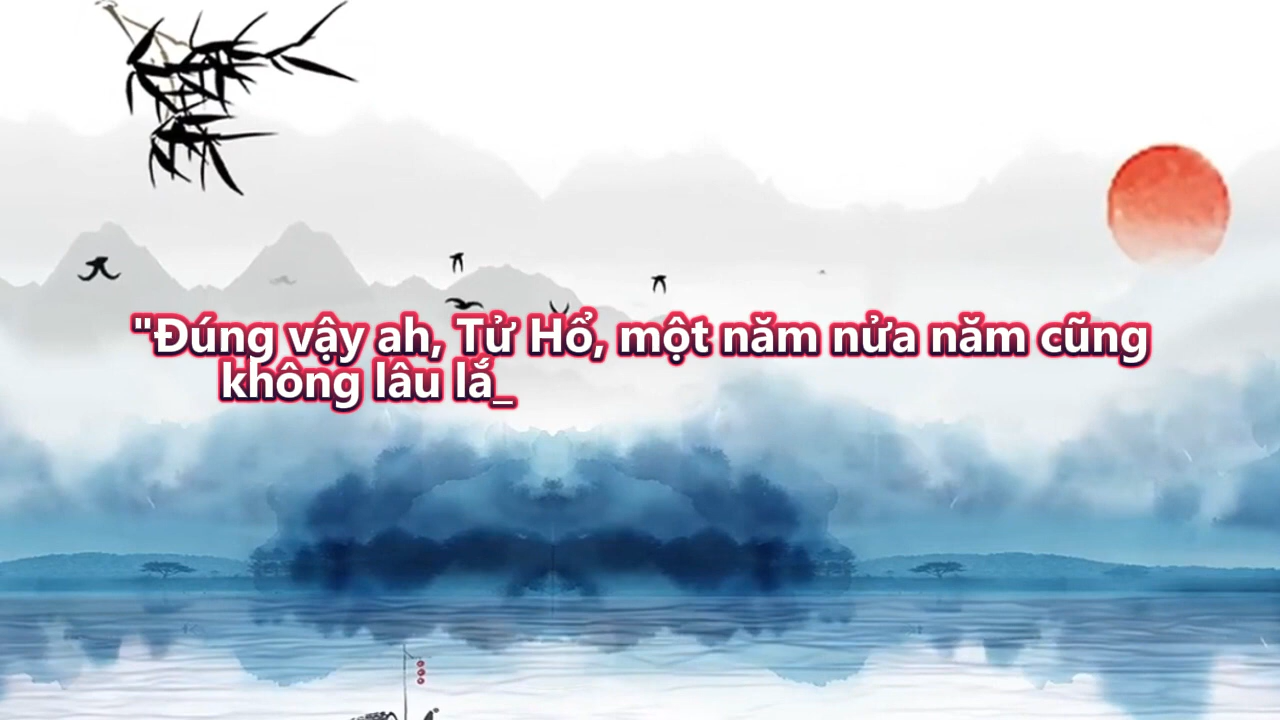 "Đúng vậy ah, Tử Hổ, một năm nửa năm cũng
không lâu lắ_